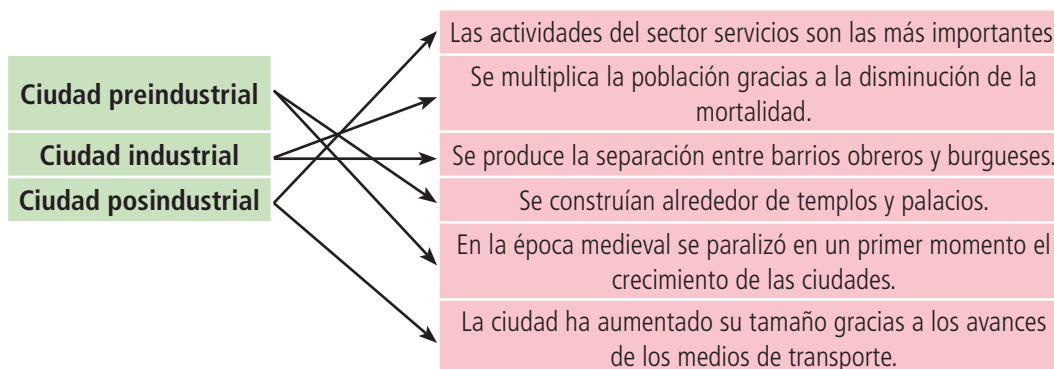 Ciudad preindustrial
Ciudad industrial
Ciudad posindustrial
Las actividades del sector servicios son las más importantes
Se multiplica la población gracias a la disminución de la
mortalidad.
Se produce la separación entre barrios obreros y burgueses.
Se construían alrededor de templos y palacios.
En la época medieval se paralizó en un primer momento el
crecimiento de las ciudades.
La ciudad ha aumentado su tamaño gracias a los avances
de los medios de transporte.